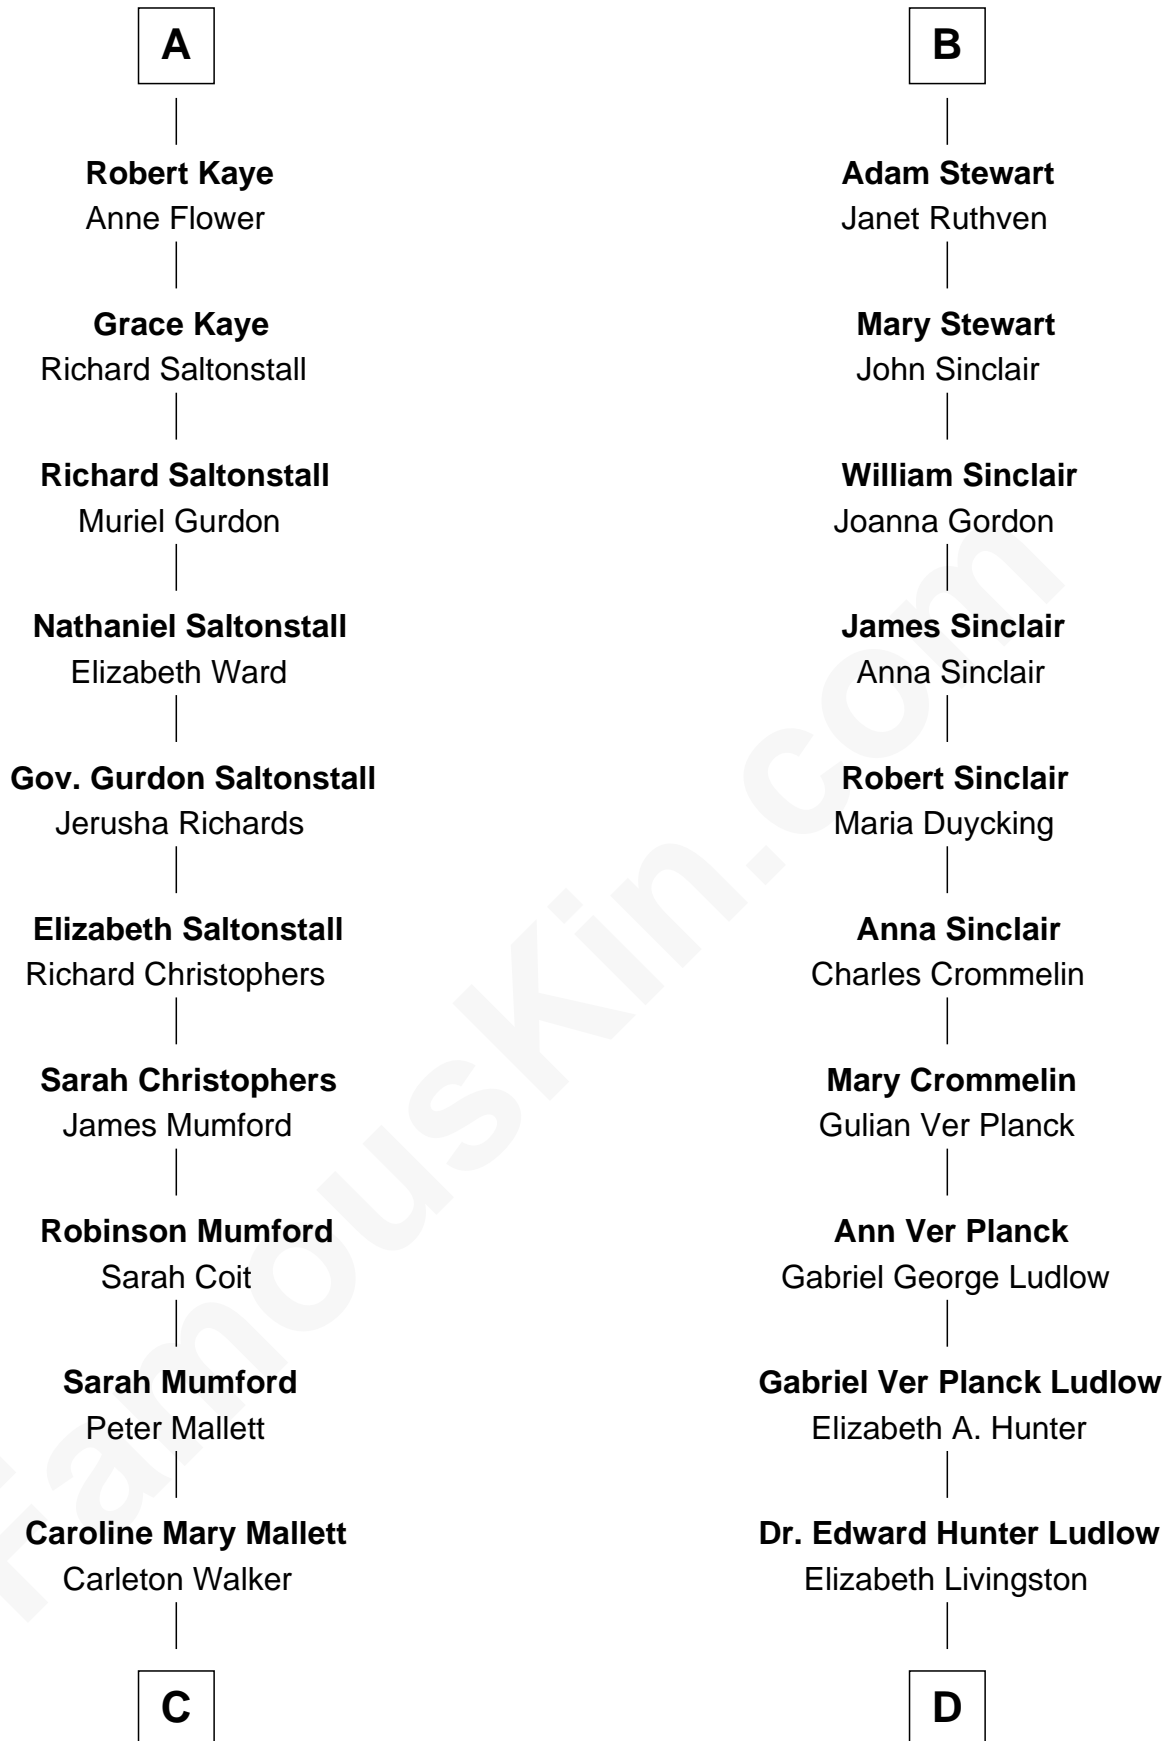 A
Robert Kaye
Anne Flower
Grace Kaye
Richard Saltonstall
Richard Saltonstall
Muriel Gurdon
Nathaniel Saltonstall
Elizabeth Ward
Gov. Gurdon Saltonstall
Jerusha Richards
Elizabeth Saltonstall
Richard Christophers
Sarah Christophers
James Mumford
Robinson Mumford
Sarah Coit
Sarah Mumford
Peter Mallett
Caroline Mary Mallett
Carleton Walker
C
B
Adam Stewart
Janet Ruthven
Mary Stewart
John Sinclair
William Sinclair
Joanna Gordon
James Sinclair
Anna Sinclair
Robert Sinclair
Maria Duycking
Anna Sinclair
Charles Crommelin
Mary Crommelin
Gulian Ver Planck
Ann Ver Planck
Gabriel George Ludlow
Gabriel Ver Planck Ludlow
Elizabeth A. Hunter
Dr. Edward Hunter Ludlow
Elizabeth Livingston
D
FamousKin.com